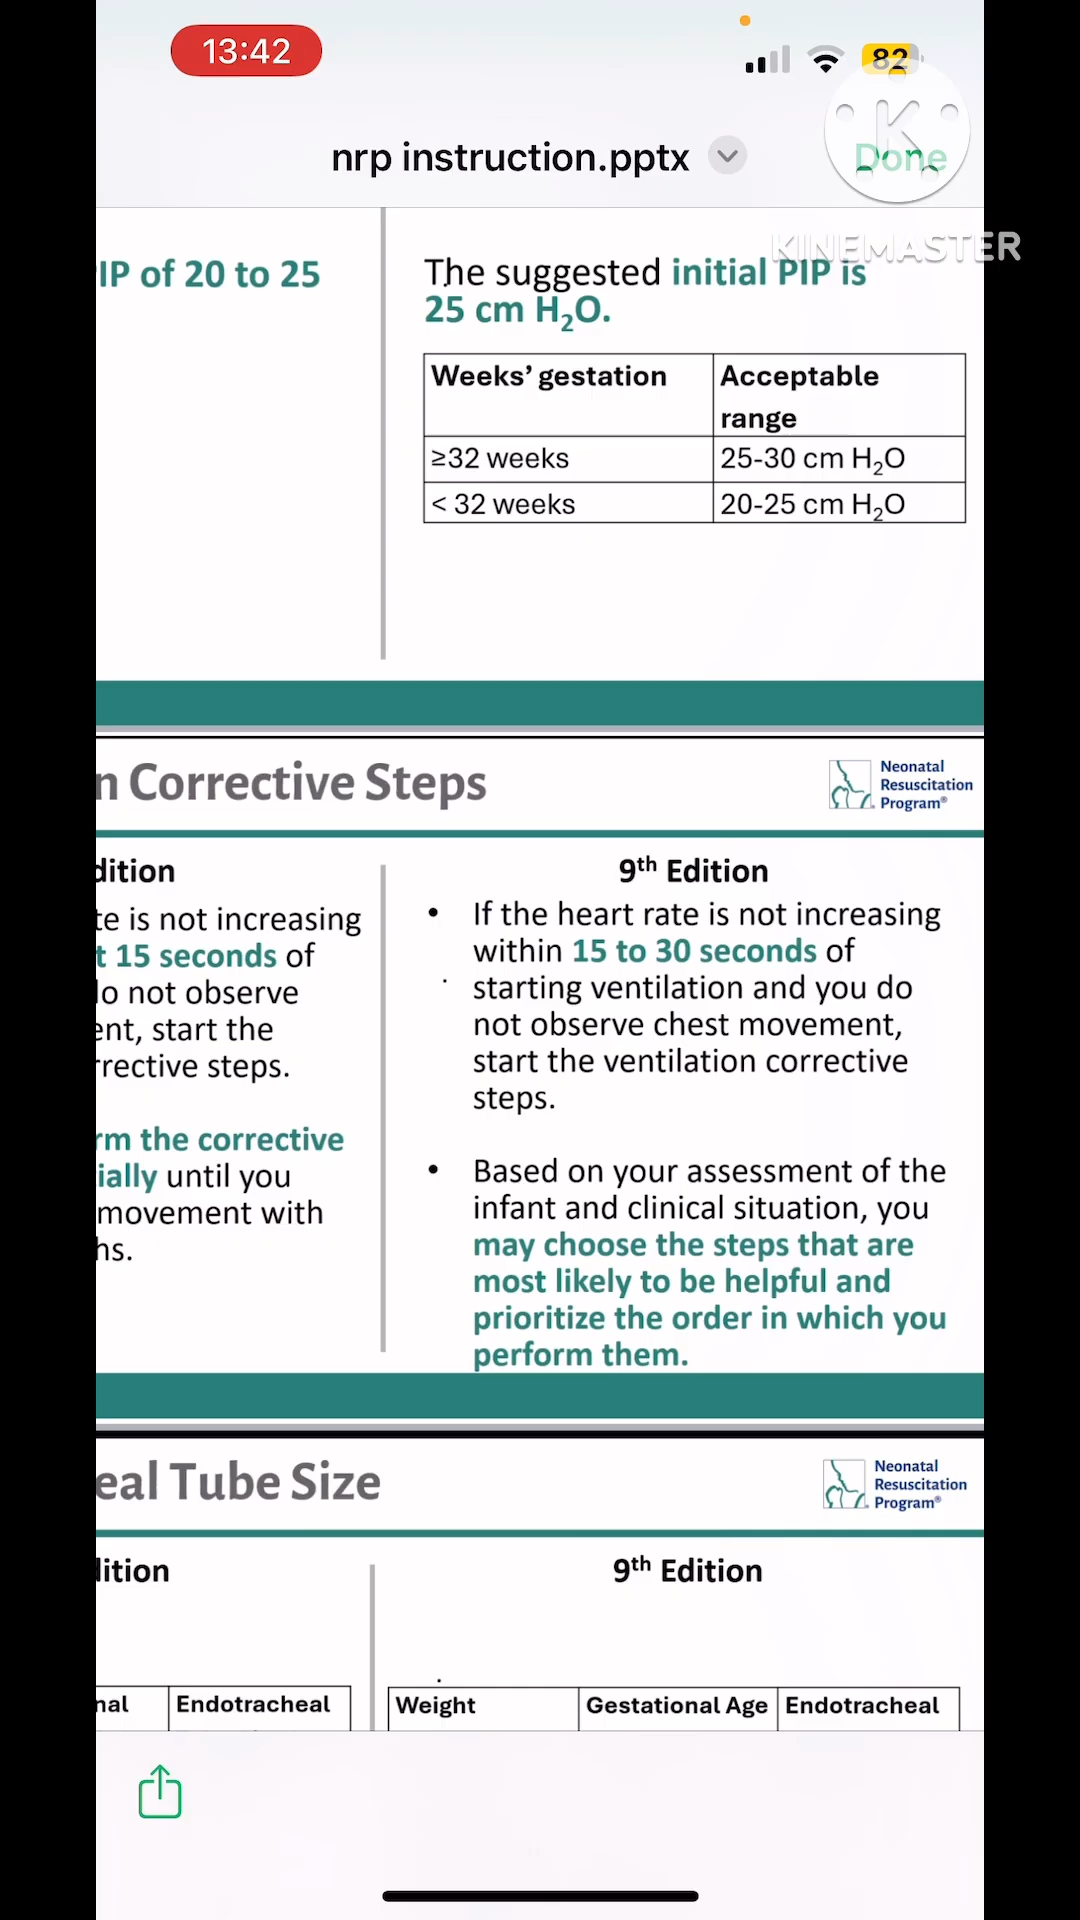 13:42
82
nrp instruction.pptx
Done
KINEMASTER
IP of 20 to 25
The suggested initial PIP is
25 cm H₂O.
Weeks' gestation
Acceptable
range
≥32 weeks
25-30 cm H₂O
< 32 weeks
20-25 cm H₂O
n Corrective Steps
Neonatal
Resuscitation
Program®
dition
te is not increasing
t 15 seconds of
lo not observe
ent, start the
rrective steps.
rm the corrective
ially until you
movement with
hs.
9th Edition
• If the heart rate is not increasing
within 15 to 30 seconds of
starting ventilation and you do
not observe chest movement,
start the ventilation corrective
steps.
• Based on your assessment of the
infant and clinical situation, you
may choose the steps that are
most likely to be helpful and
prioritize the order in which you
perform them.
eal Tube Size
Neonatal
Resuscitation
Program®
lition
9th Edition
nal
Endotracheal
Weight
Gestational Age
Endotracheal